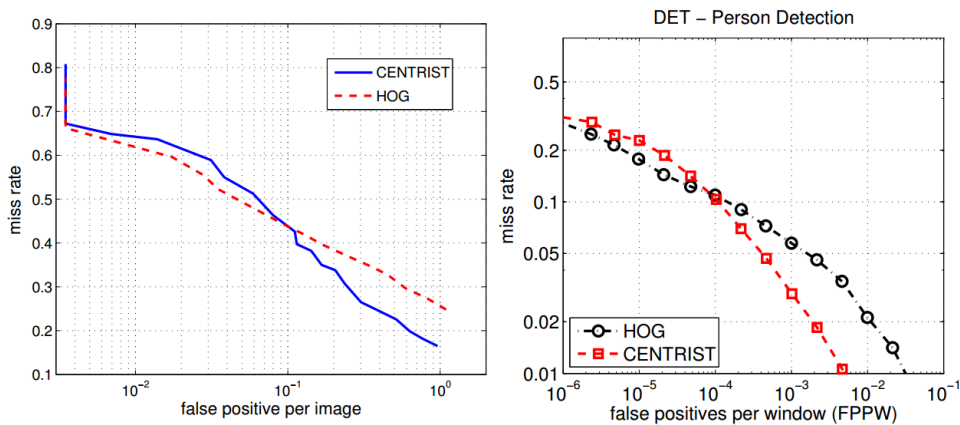 0.9
0.8
0.7
0.6
0.5
0.4
0.3
0.2
0.1
miss rate
CENTRIST
HOG
10⁻² 10⁻¹ 10⁰
false positive per image
DET − Person Detection
0.5
0.2
0.1
0.05
0.02
0.01
miss rate
HOG
CENTRIST
10⁻⁶ 10⁻⁵ 10⁻⁴ 10⁻³ 10⁻² 10⁻¹
false positives per window (FPPW)